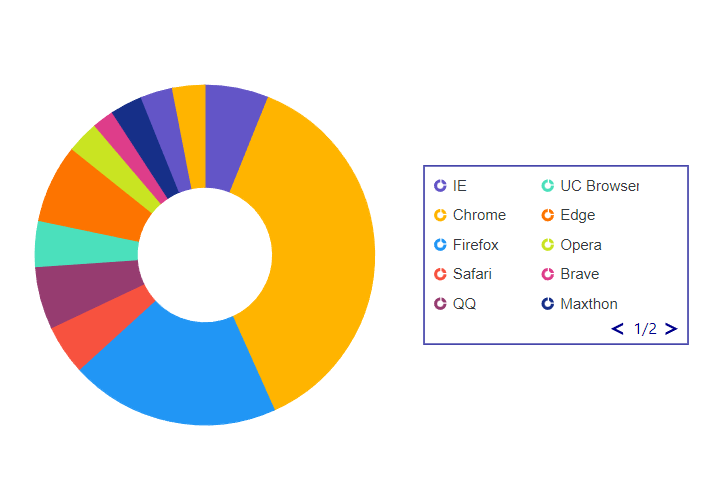 IE
Chrome
Firefox
Safari
QQ
UC Browser
Edge
Opera
Brave
Maxthon
< 1/2 >